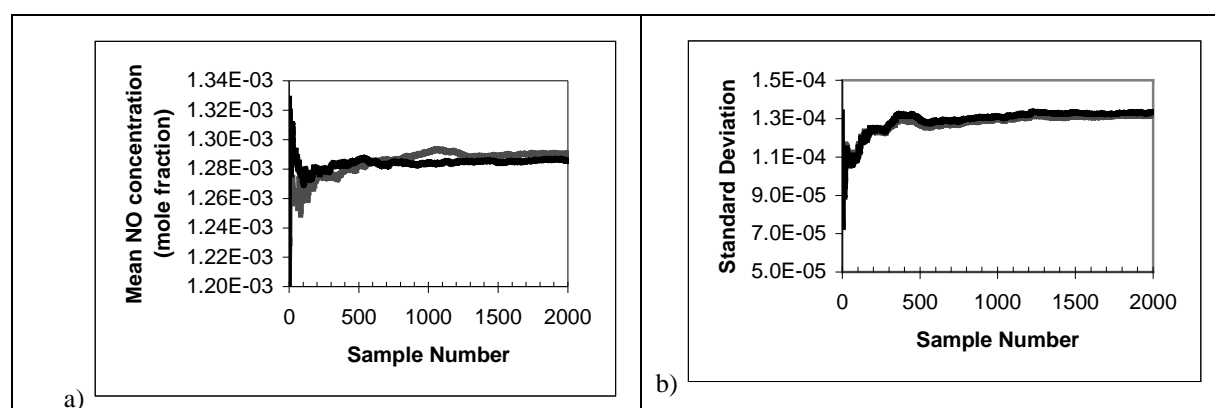 1.34E-03
1.32E-03
1.30E-03
1.28E-03
1.26E-03
1.24E-03
1.22E-03
1.20E-03
Mean NO concentration
(mole fraction)
0 500 1000 1500 2000
Sample Number
a)
1.5E-04
1.3E-04
1.1E-04
9.0E-05
7.0E-05
5.0E-05
Standard Deviation
0 500 1000 1500 2000
Sample Number
b)